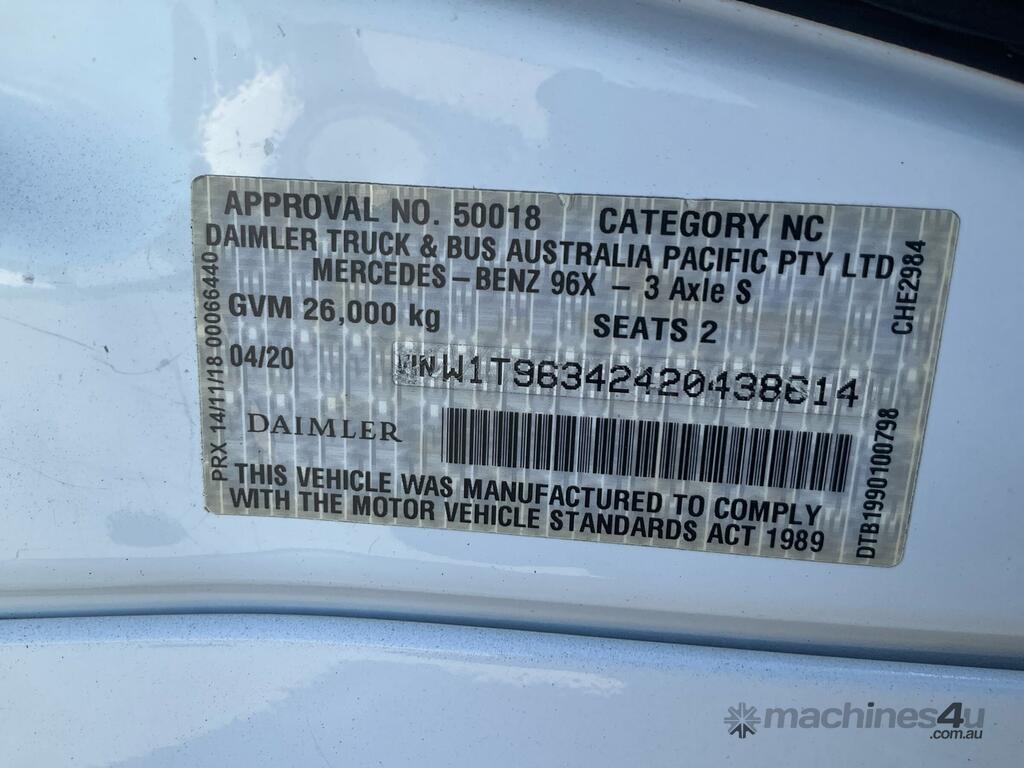 APPROVAL NO. 50018 CATEGORY NC
DAIMLER TRUCK & BUS AUSTRALIA PACIFIC PTY LTD
MERCEDES-BENZ 96X - 3 Axle S
GVM 26,000 kg SEATS 2
04/20 VIN W1T96342420438614
DAIMLER
THIS VEHICLE WAS MANUFACTURED TO COMPLY
WITH THE MOTOR VEHICLE STANDARDS ACT 1989
PRX 14/11/18 00066440
CHE2984
DTB1990100798
machines4u
.com.au